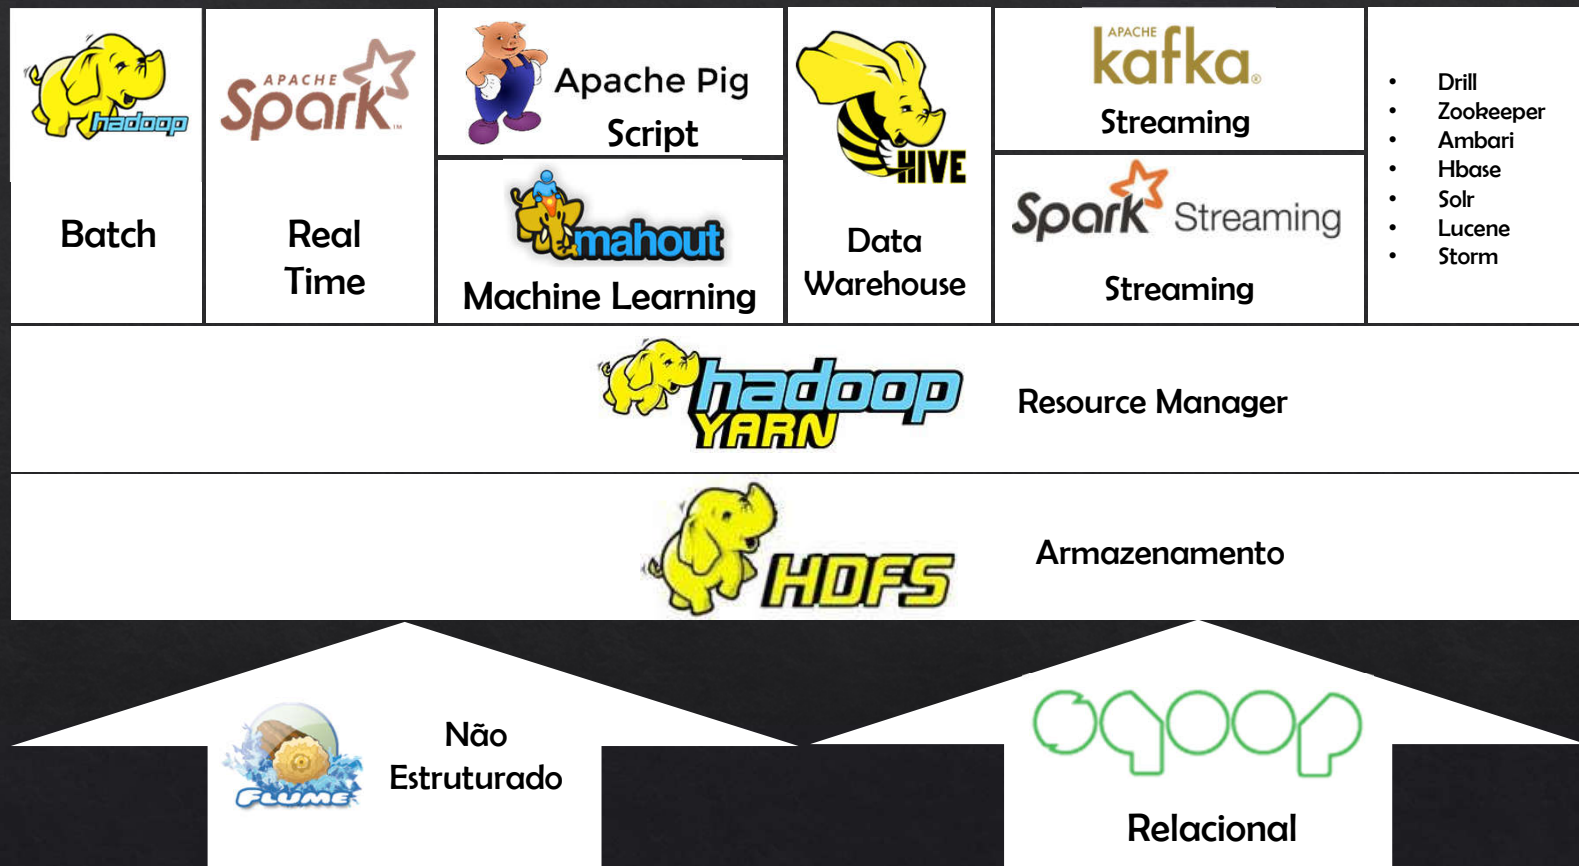 hadoop
Batch
APACHE
Spark
TM
Real
Time
Apache Pig
Script
mahout
Machine Learning
HIVE
Data
Warehouse
APACHE
kafka®
Streaming
Spark Streaming
Streaming
• Drill
• Zookeeper
• Ambari
• Hbase
• Solr
• Lucene
• Storm
hadoop
YARN
Resource Manager
HDFS
Armazenamento
FLUME
Não
Estruturado
sqoop
Relacional